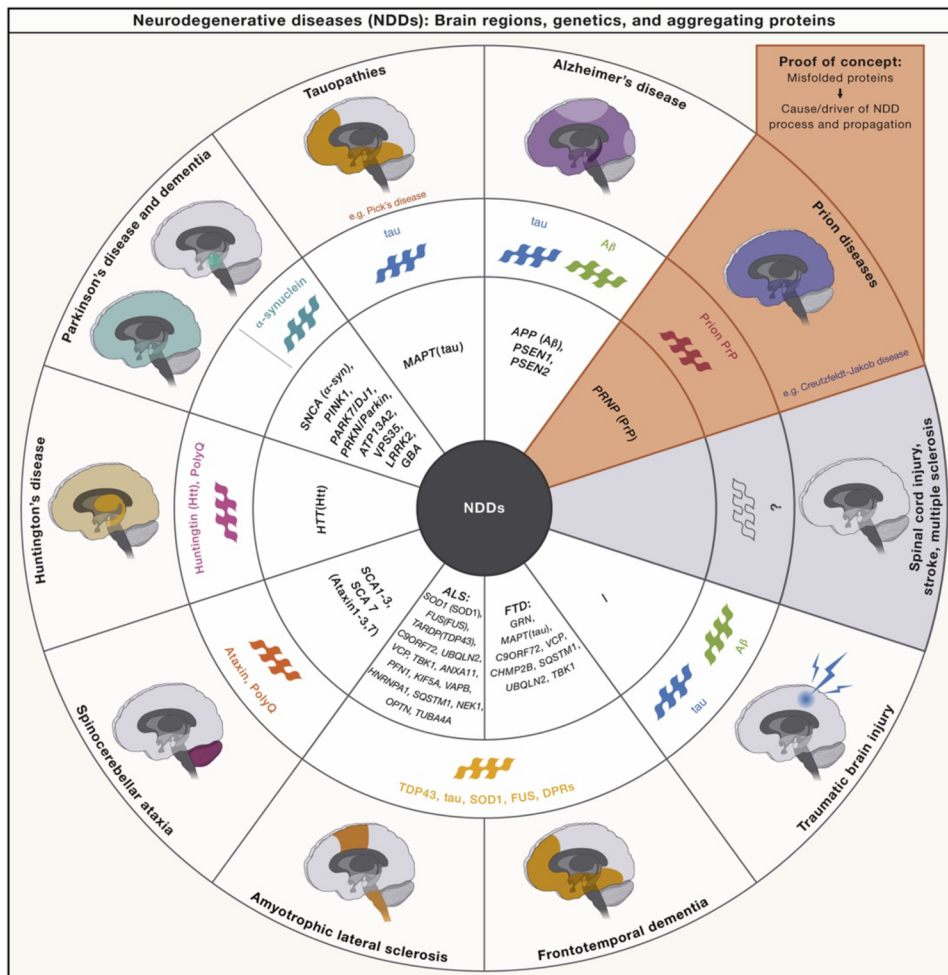 Neurodegenerative diseases (NDDs): Brain regions, genetics, and aggregating proteins
Proof of concept:
Misfolded proteins
Cause/driver of NDD
process and propagation
Tauopathies
e.g. Pick's disease
tau
MAPT(tau)
Alzheimer's disease
tau
Aβ
APP (Aβ),
PSEN1,
PSEN2
Prion diseases
e.g. Creutzfeldt-Jakob disease
Prion PrP
PRNP (PrP)
Spinal cord injury,
stroke, multiple sclerosis
?
Traumatic brain injury
Aβ
tau
/
Frontotemporal dementia
FTD:
GRN,
MAPT(tau),
C9ORF72, VCP,
CHMP2B, SQSTM1,
UBQLN2, TBK1
TDP43, tau, SOD1, FUS, DPRs
Amyotrophic lateral sclerosis
ALS:
SOD1 (SOD1),
FUS(FUS),
TARDP(TDP43),
C9ORF72, UBQLN2,
VCP, TBK1, ANXA11,
PFN1, KIF5A, VAPB,
HNRNPA1, SQSTM1, NEK1,
OPTN, TUBA4A
Spinocerebellar ataxia
Ataxin, PolyQ
SCA1-3,
SCA 7
(Ataxin1-3,7)
Huntington's disease
Huntingtin (Htt), PolyQ
HTT(Htt)
Parkinson's disease and dementia
α-synuclein
SNCA (α-syn),
PINK1,
PARK7/DJ1,
PRKN/Parkin,
ATP13A2,
VPS35,
LRRK2,
GBA
NDDs